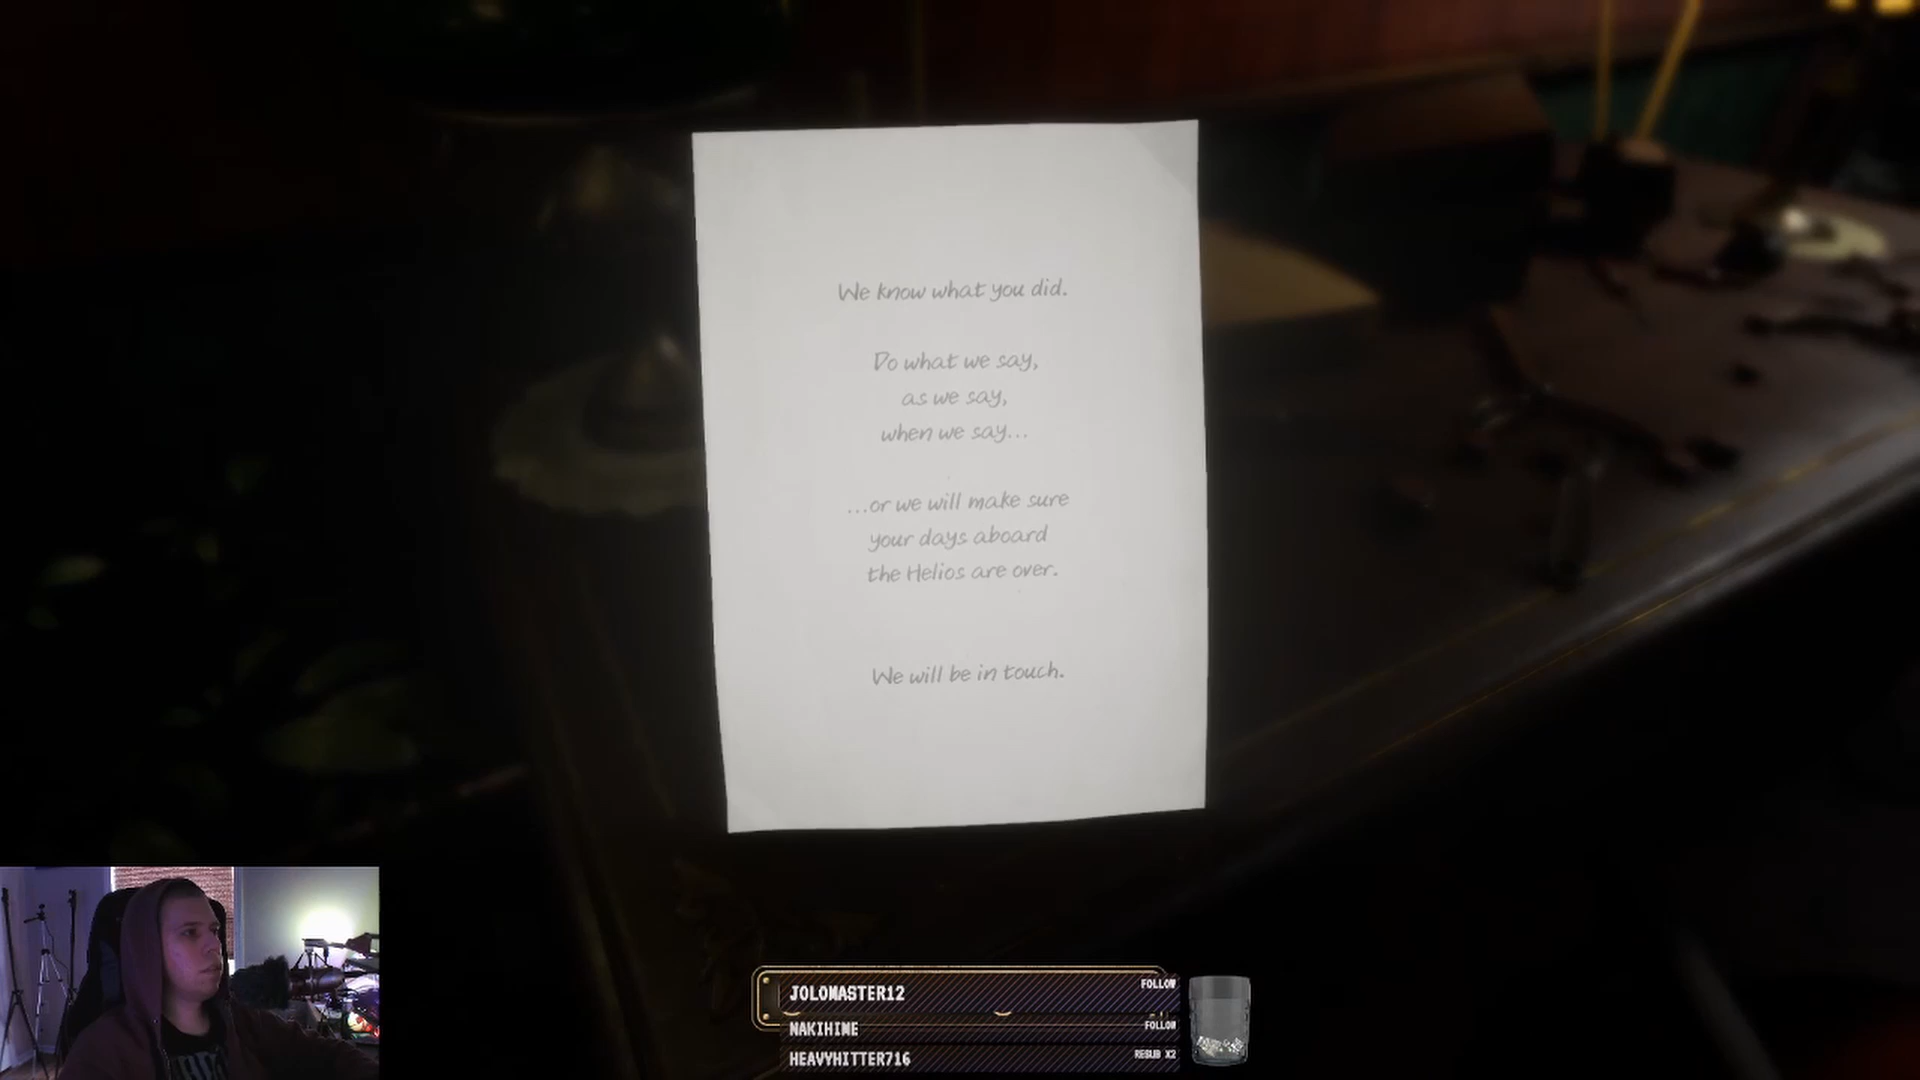 We know what you did.
Do what we say,
as we say,
when we say...
...or we will make sure
your days aboard
the Helios are over.
We will be in touch.
JOLOMASTER12
FOLLOW
NAKIHIME
FOLLOW
HEAVYHITTER716
RESUB X2